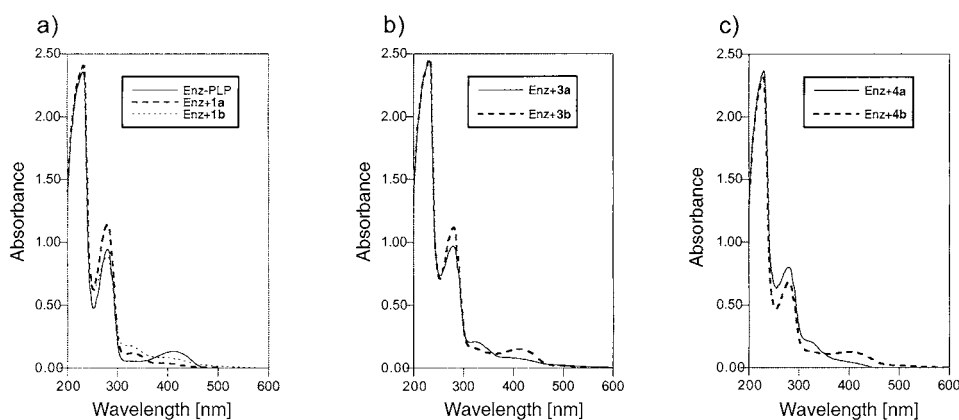 a)
2.50
2.00
1.50
1.00
0.50
0.00
Absorbance
Enz-PLP
Enz+1a
Enz+1b
200 300 400 500 600
Wavelength [nm]
b)
2.50
2.00
1.50
1.00
0.50
0.00
Absorbance
Enz+3a
Enz+3b
200 300 400 500 600
Wavelength [nm]
c)
2.50
2.00
1.50
1.00
0.50
0.00
Absorbance
Enz+4a
Enz+4b
200 300 400 500 600
Wavelength [nm]